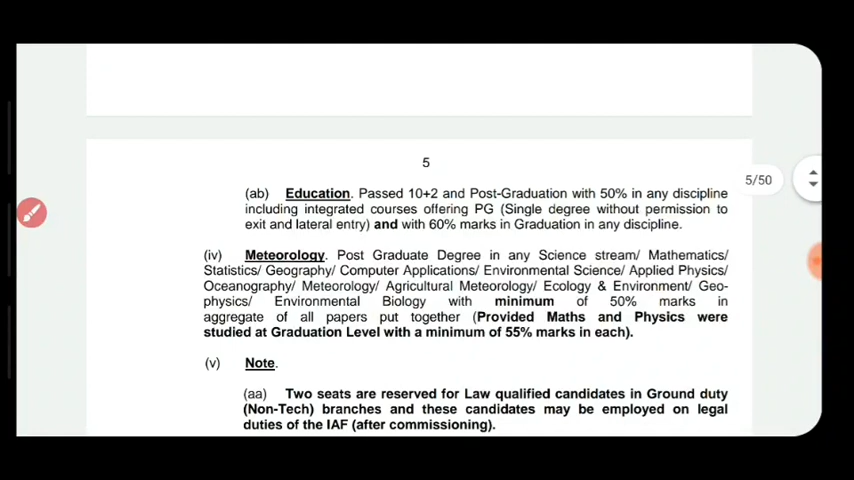 5
5/50
(ab) Education. Passed 10+2 and Post-Graduation with 50% in any discipline
including integrated courses offering PG (Single degree without permission to
exit and lateral entry) and with 60% marks in Graduation in any discipline.
(iv) Meteorology. Post Graduate Degree in any Science stream/ Mathematics/
Statistics/ Geography/ Computer Applications/ Environmental Science/ Applied Physics/
Oceanography/ Meteorology/ Agricultural Meteorology/ Ecology & Environment/ Geo-
physics/ Environmental Biology with minimum of 50% marks in
aggregate of all papers put together (Provided Maths and Physics were
studied at Graduation Level with a minimum of 55% marks in each).
(v) Note.
(aa) Two seats are reserved for Law qualified candidates in Ground duty
(Non-Tech) branches and these candidates may be employed on legal
duties of the IAF (after commissioning).